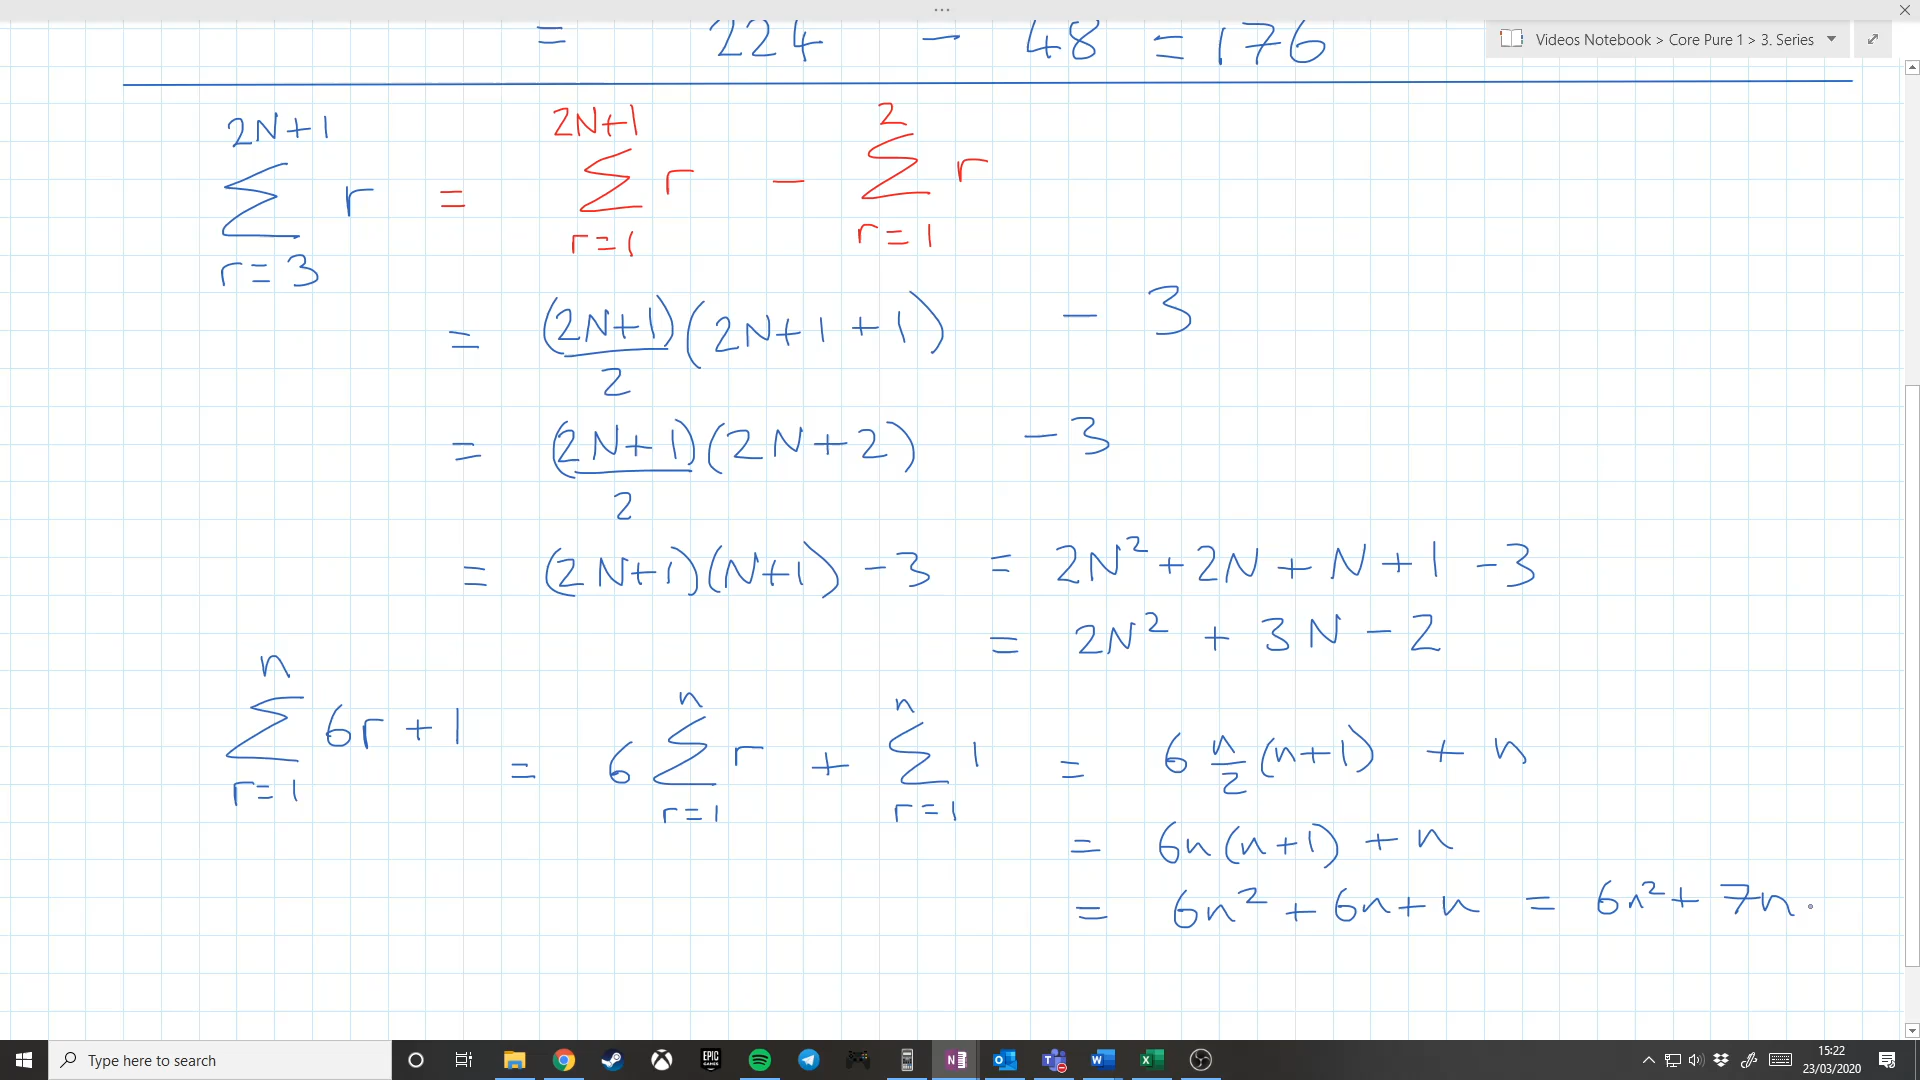 ...
= 224 - 48 = 176
Videos Notebook > Core Pure 1 > 3. Series
2N+1 2N+1 2
∑ r = ∑ r - ∑ r
r=3 r=1 r=1
= (2N+1)/2 (2N+1+1) - 3
= (2N+1)/2 (2N+2) -3
= (2N+1)(N+1) -3 = 2N² + 2N + N + 1 - 3
= 2N² + 3N - 2
n n n
∑ 6r + 1 = 6 ∑ r + ∑ 1 = 6 n/2 (n+1) + n
r=1 r=1 r=1
= 6n(n+1) + n
= 6n² + 6n + n = 6n² + 7n
Type here to search
EPIC GAMES
N
O
T
W
X
15:22
23/03/2020